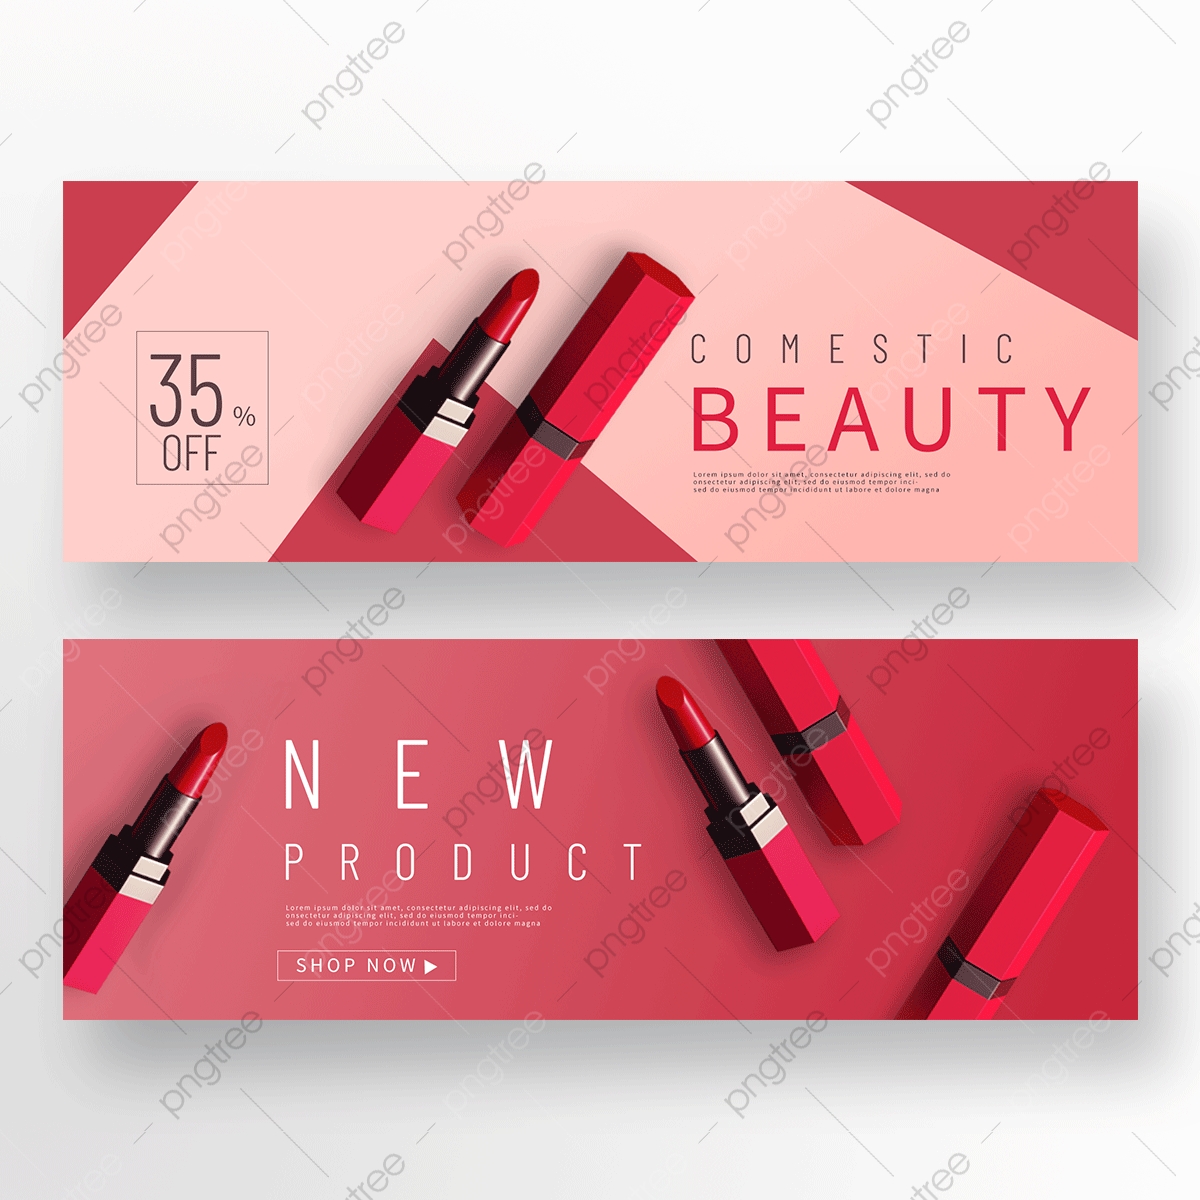 35 %
OFF
COMESTIC
BEAUTY
Lorem ipsum dolor sit amet, consectetur adipiscing elit, sed do
onsectetur adipiscing elit, sed do eiusmod tempor inci-
sed do eiusmod tempor incididunt ut labore et dolore magna
NEW
PRODUCT
Lorem ipsum dolor sit amet, consectetur adipiscing elit, sed do
onsectetur adipiscing elit, sed do eiusmod tempor inci-
sed do eiusmod tempor incididunt ut labore et dolore magna
SHOP NOW
pngtree